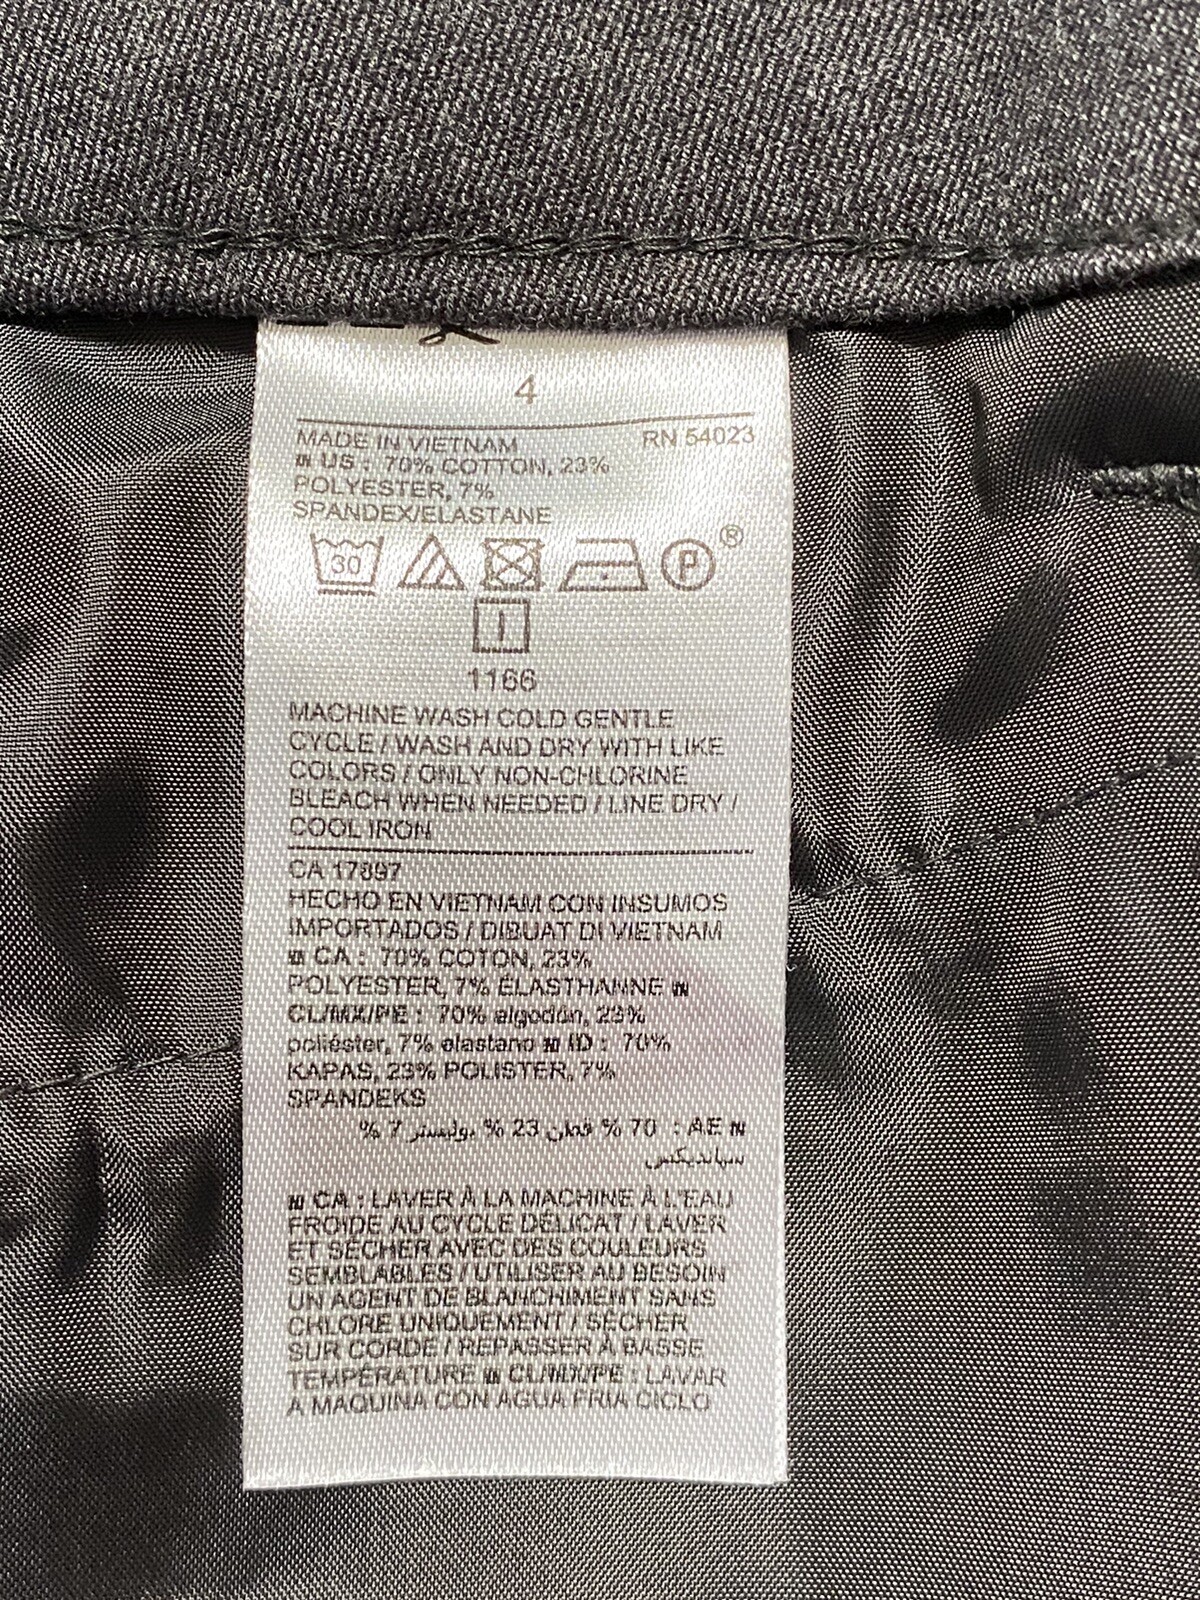 4
MADE IN VIETNAM RN 54023
US : 70% COTTON, 23%
POLYESTER, 7%
SPANDEX/ELASTANE
30 P ®
1166
MACHINE WASH COLD GENTLE
CYCLE / WASH AND DRY WITH LIKE
COLORS / ONLY NON-CHLORINE
BLEACH WHEN NEEDED / LINE DRY /
COOL IRON
CA 17897
HECHO EN VIETNAM CON INSUMOS
IMPORTADOS / DIBUAT DI VIETNAM
CA : 70% COTON, 23%
POLYESTER, 7% ÉLASTHANNE
CL/MX/PE : 70% algodón, 23%
poliéster, 7% elastano ID : 70%
KAPAS, 23% POLISTER, 7%
SPANDEKS
AE : 70 % قطن 23 % بوليستر 7 %
سباندیکس
CA : LAVER À LA MACHINE À L'EAU
FROIDE AU CYCLE DÉLICAT / LAVER
ET SÉCHER AVEC DES COULEURS
SEMBLABLES / UTILISER AU BESOIN
UN AGENT DE BLANCHIMENT SANS
CHLORE UNIQUEMENT / SÉCHER
SUR CORDE / REPASSER À BASSE
TEMPÉRATURE CL/MX/PE : LAVAR
A MAQUINA CON AGUA FRIA CICLO